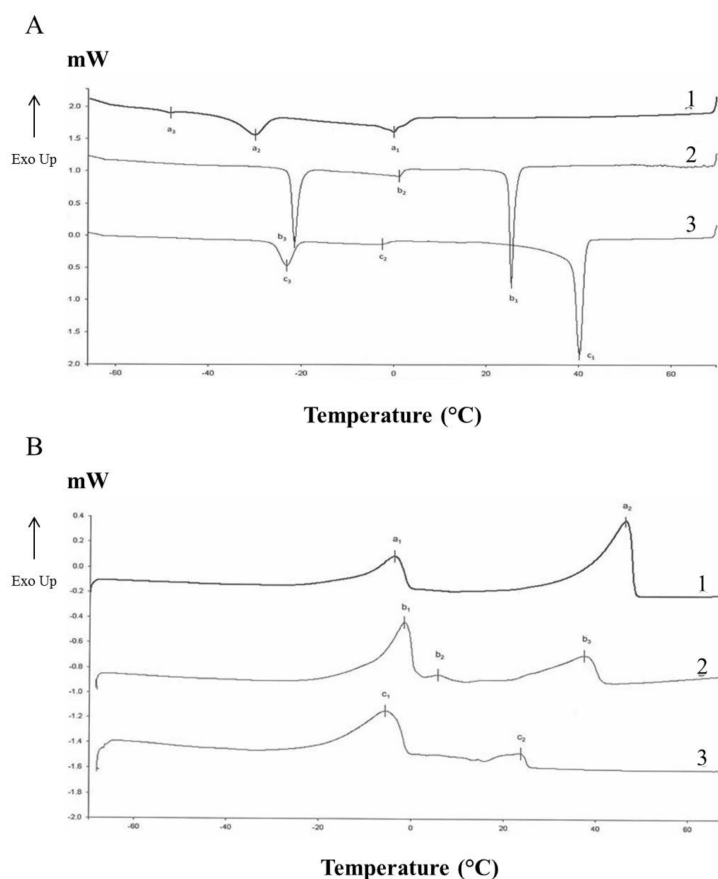 A
mW
Exo Up
2.0
1.5
1.0
0.0
0.5
1.0
1.5
2.0
1
2
3
a₃
a₂
a₁
b₃
b₂
b₁
c₃
c₂
c₁
-60
-40
-20
0
20
40
60
Temperature (°C)
B
mW
Exo Up
0.4
0.2
0.0
-0.2
-0.4
-0.6
-0.8
-1.0
-1.2
-1.4
-1.6
-1.8
-2.0
a₁
a₂
1
b₁
b₂
b₃
2
c₁
c₂
3
-60
-40
-20
0
20
40
60
Temperature (°C)